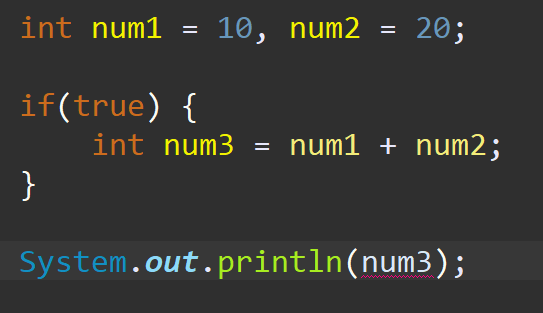 int num1 = 10, num2 = 20;
if(true) {
int num3 = num1 + num2;
}
System.out.println(num3);